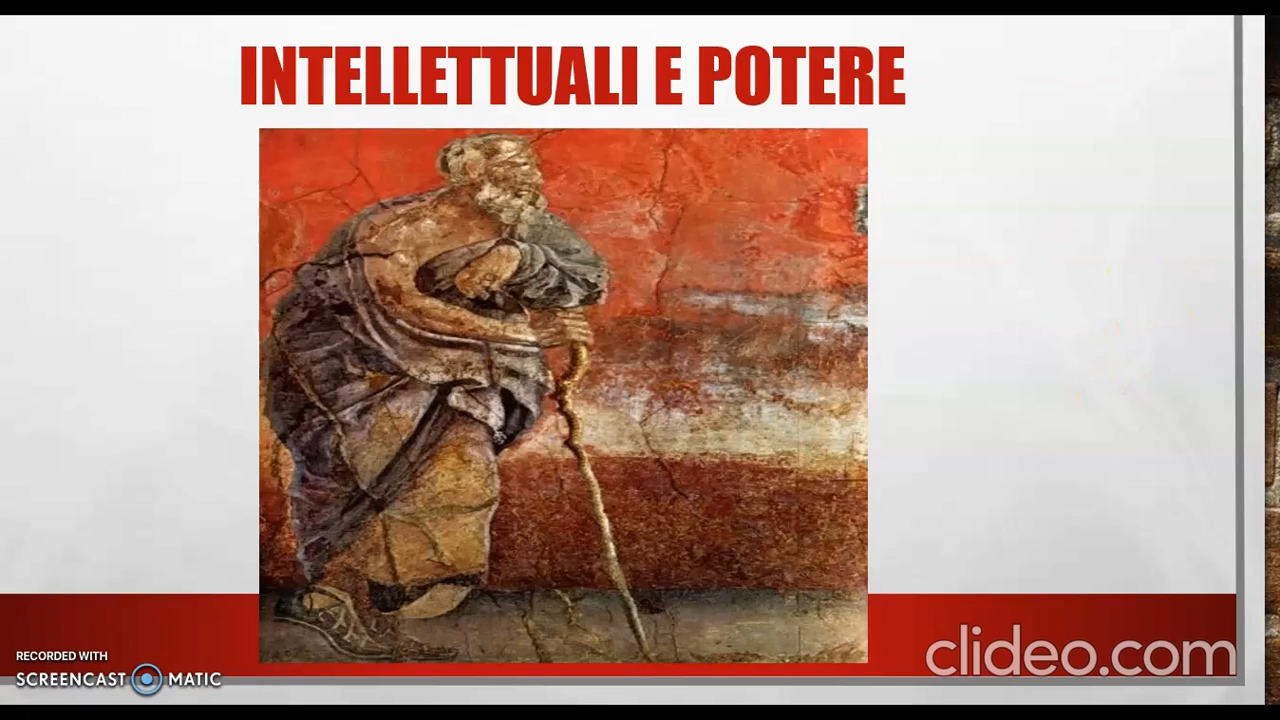 INTELLETTUALI E POTERE
RECORDED WITH
SCREENCAST MATIC
clideo.com